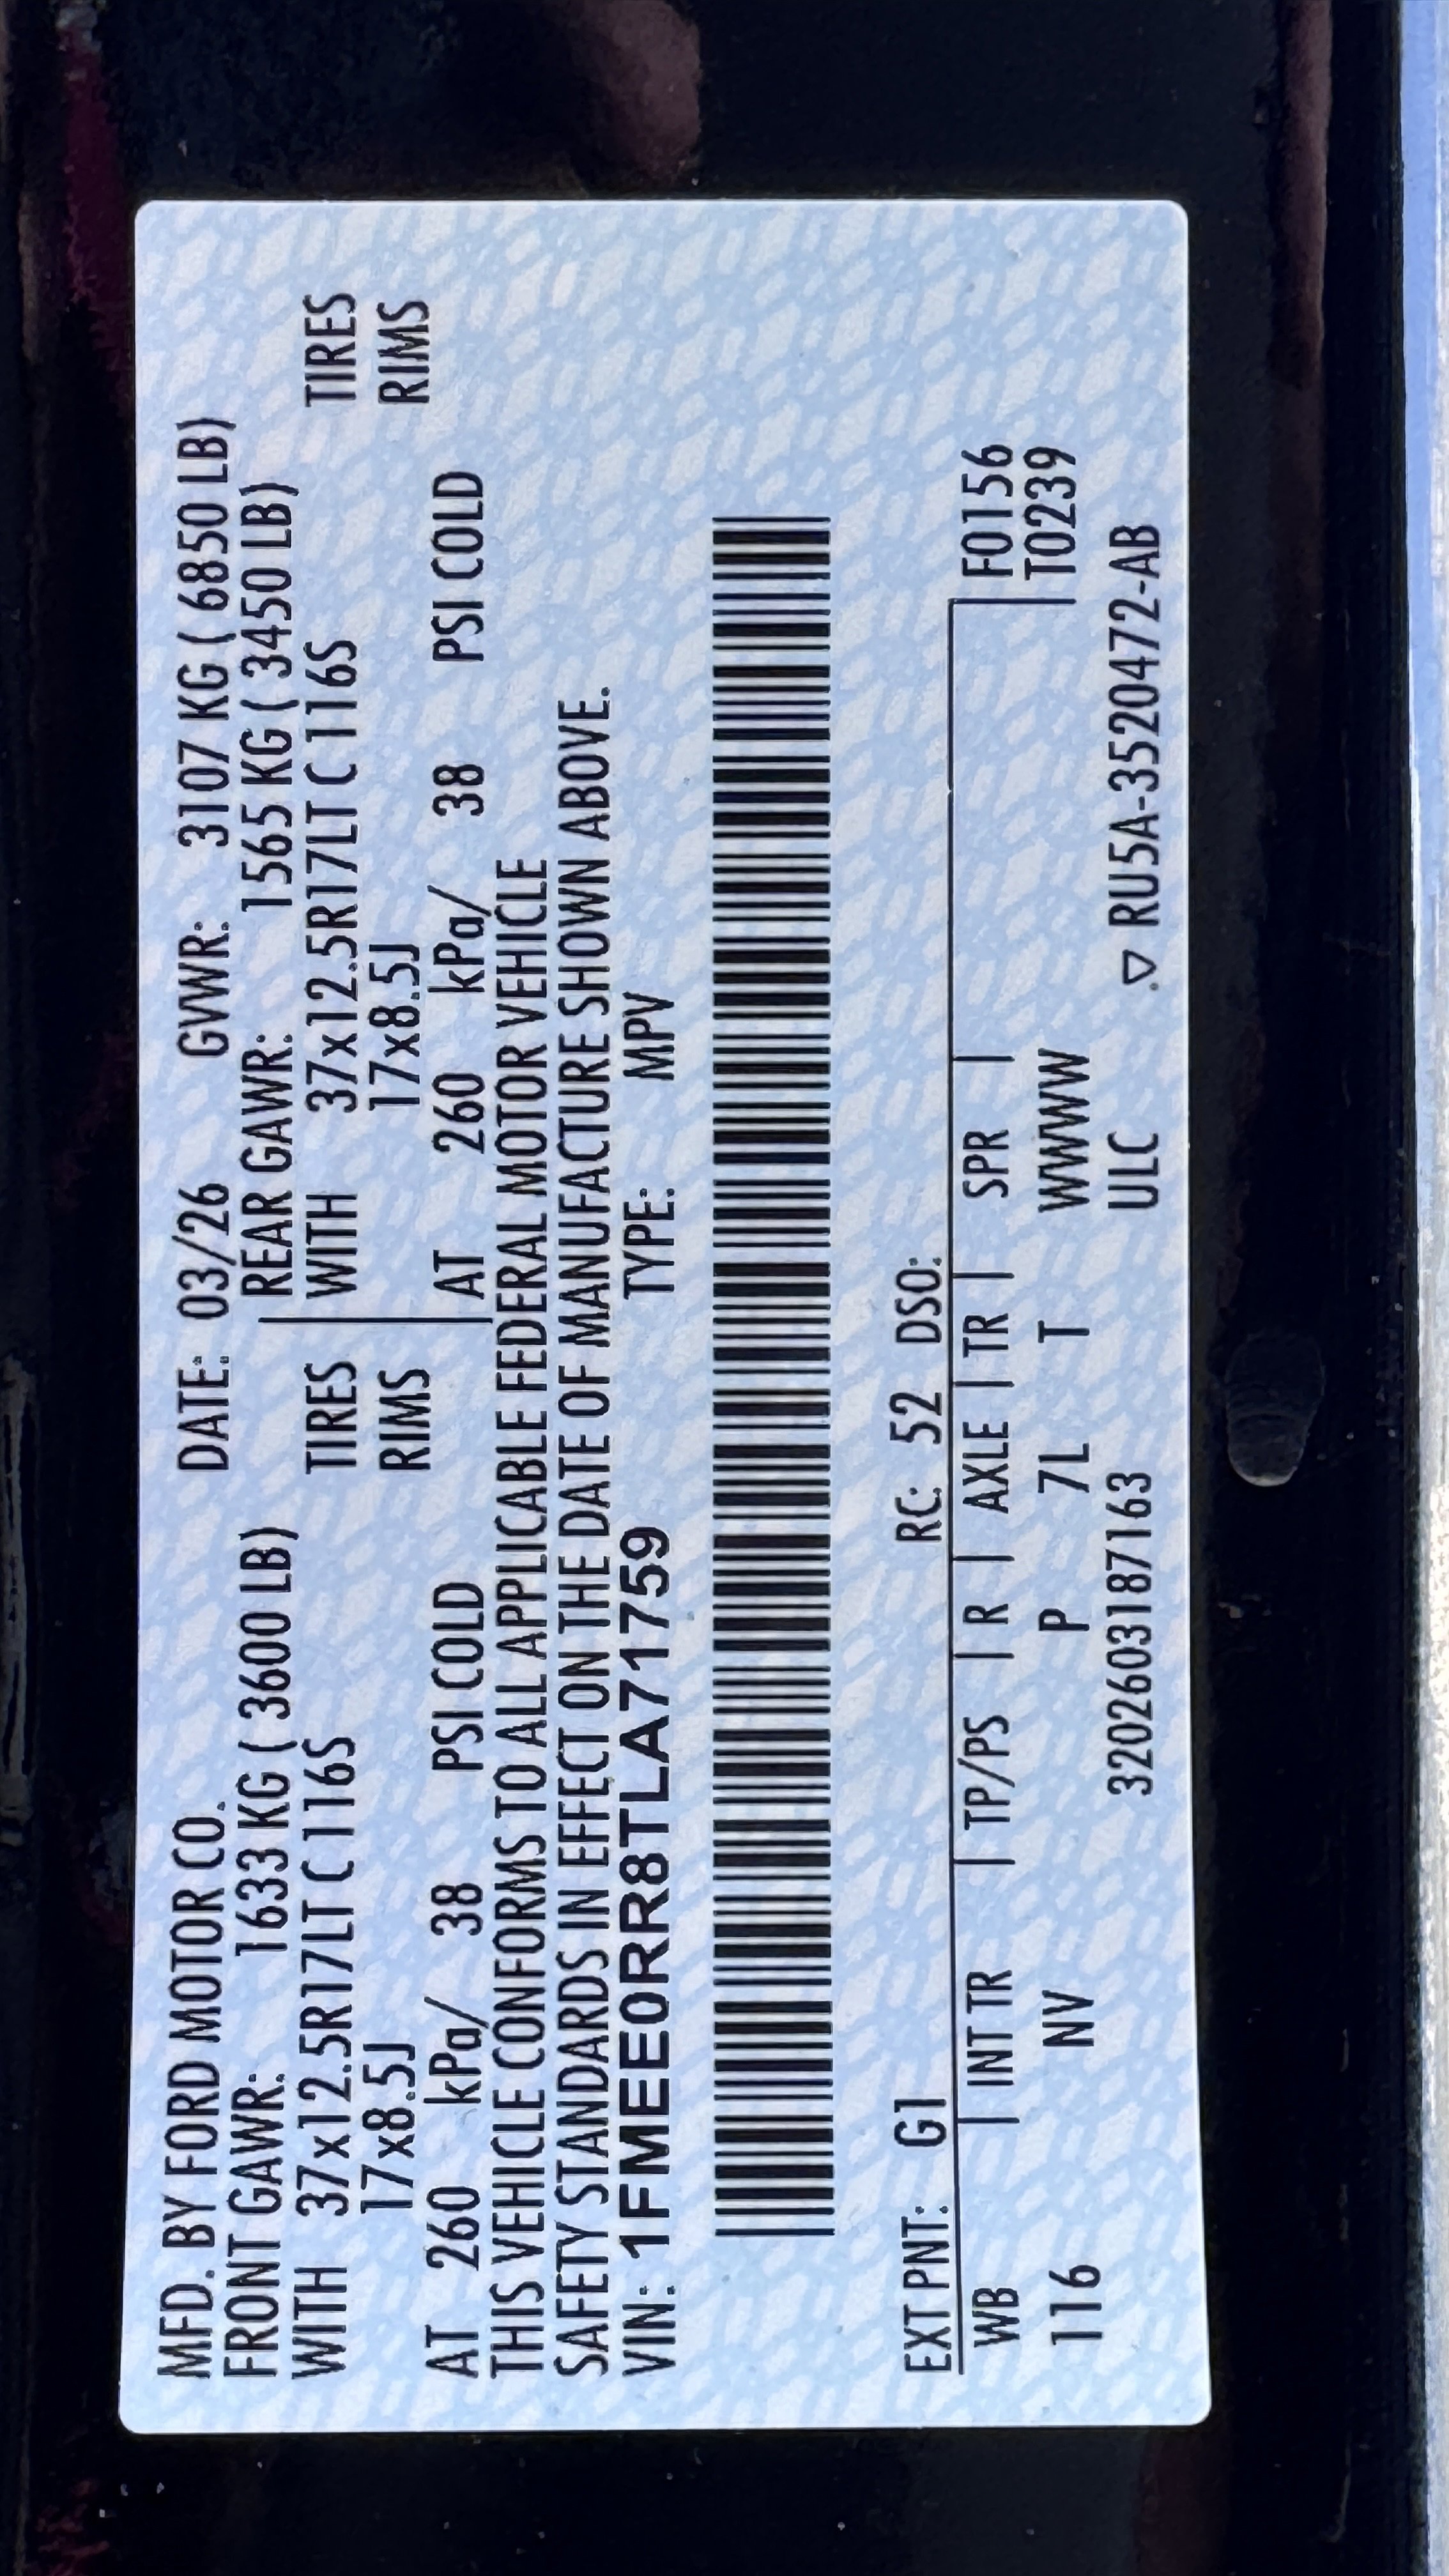 MFD. BY FORD MOTOR CO. DATE: 03/26 GVWR: 3107 KG ( 6850 LB)
FRONT GAWR: 1633 KG ( 3600 LB) REAR GAWR: 1565 KG ( 3450 LB)
WITH 37x12.5R17LT C 116S TIRES WITH 37x12.5R17LT C 116S TIRES
17x8.5J RIMS 17x8.5J RIMS
AT 260 kPa/ 38 PSI COLD AT 260 kPa/ 38 PSI COLD
THIS VEHICLE CONFORMS TO ALL APPLICABLE FEDERAL MOTOR VEHICLE
SAFETY STANDARDS IN EFFECT ON THE DATE OF MANUFACTURE SHOWN ABOVE.
VIN: 1FMEE0RR8TLA71759 TYPE: MPV
EXT PNT: G1 RC: 52 DSO:
WB | INT TR | TP/PS | R | AXLE | TR | SPR | F0156
116 NV P 7L T WWWW T0239
3202603187163 ULC .▽ RU5A-3520472-AB